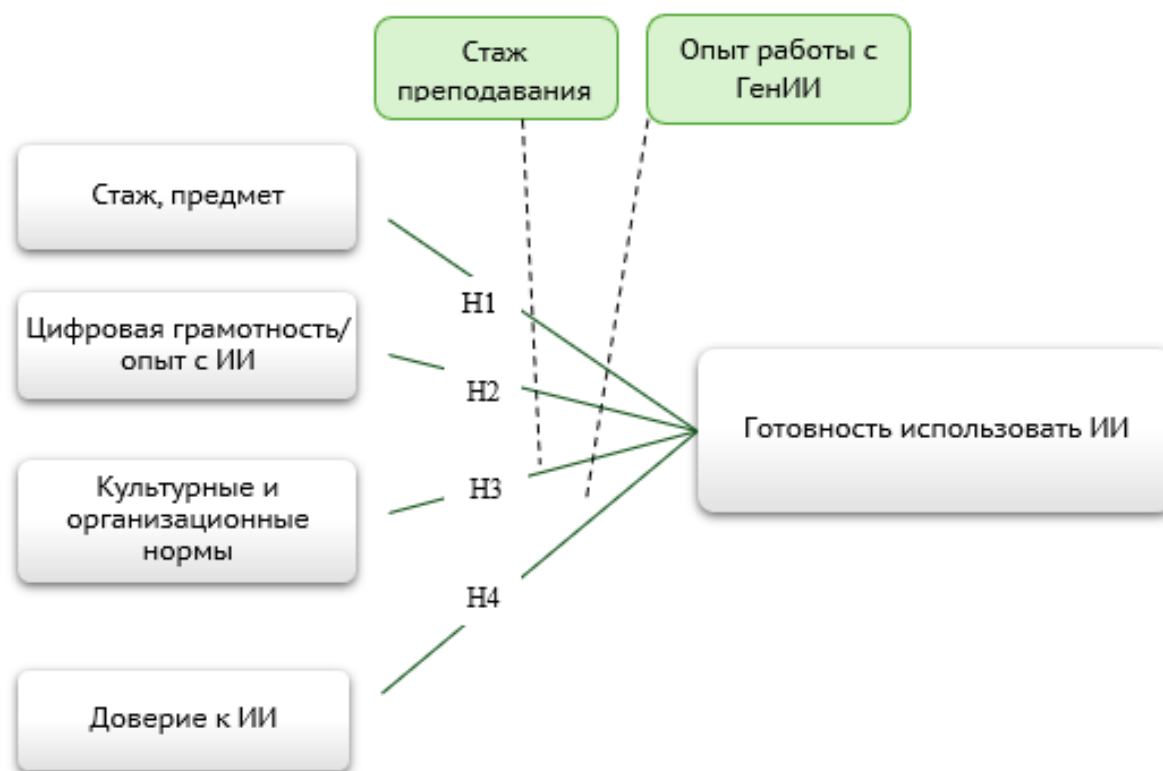 Стаж
преподавания
Опыт работы с
ГенИИ
Стаж, предмет
H1
Цифровая грамотность/
опыт с ИИ
H2
Готовность использовать ИИ
Культурные и
организационные
нормы
H3
H4
Доверие к ИИ